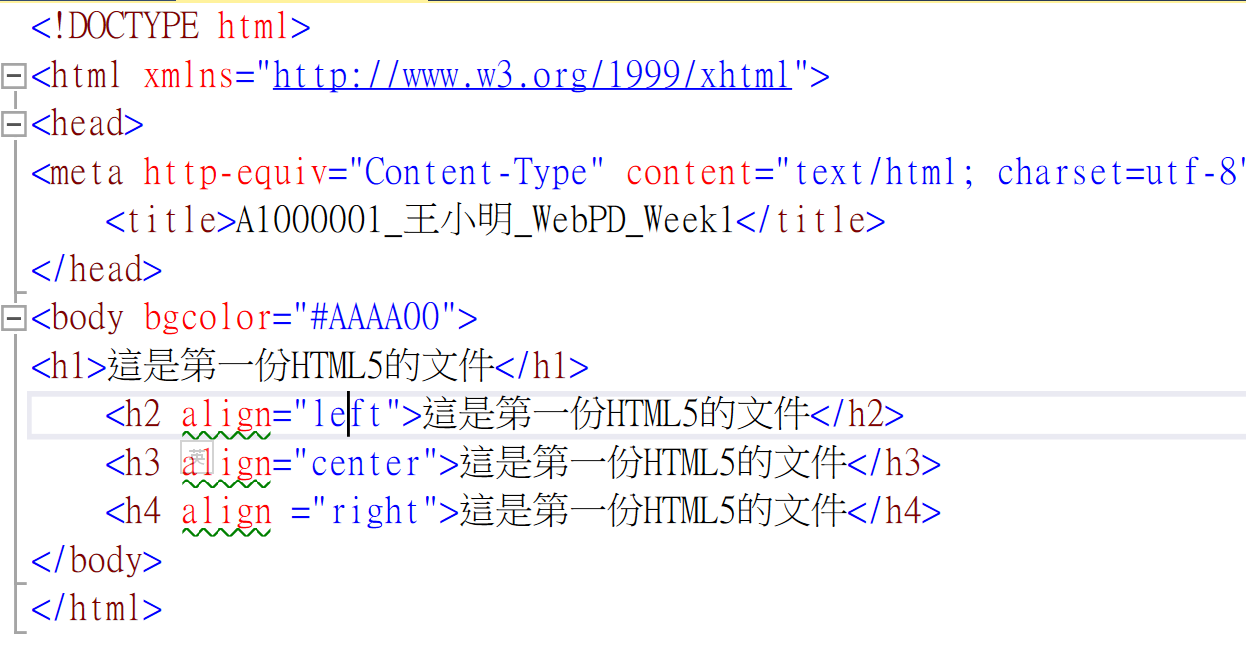 <!DOCTYPE html>
<html xmlns="http://www.w3.org/1999/xhtml">
<head>
<meta http-equiv="Content-Type" content="text/html; charset=utf-8"
    <title>A1000001_王小明_WebPD_Week1</title>
</head>
<body bgcolor="#AAAA00">
<h1>這是第一份HTML5的文件</h1>
    <h2 align="left">這是第一份HTML5的文件</h2>
    <h3 align="center">這是第一份HTML5的文件</h3>
    <h4 align ="right">這是第一份HTML5的文件</h4>
</body>
</html>
英